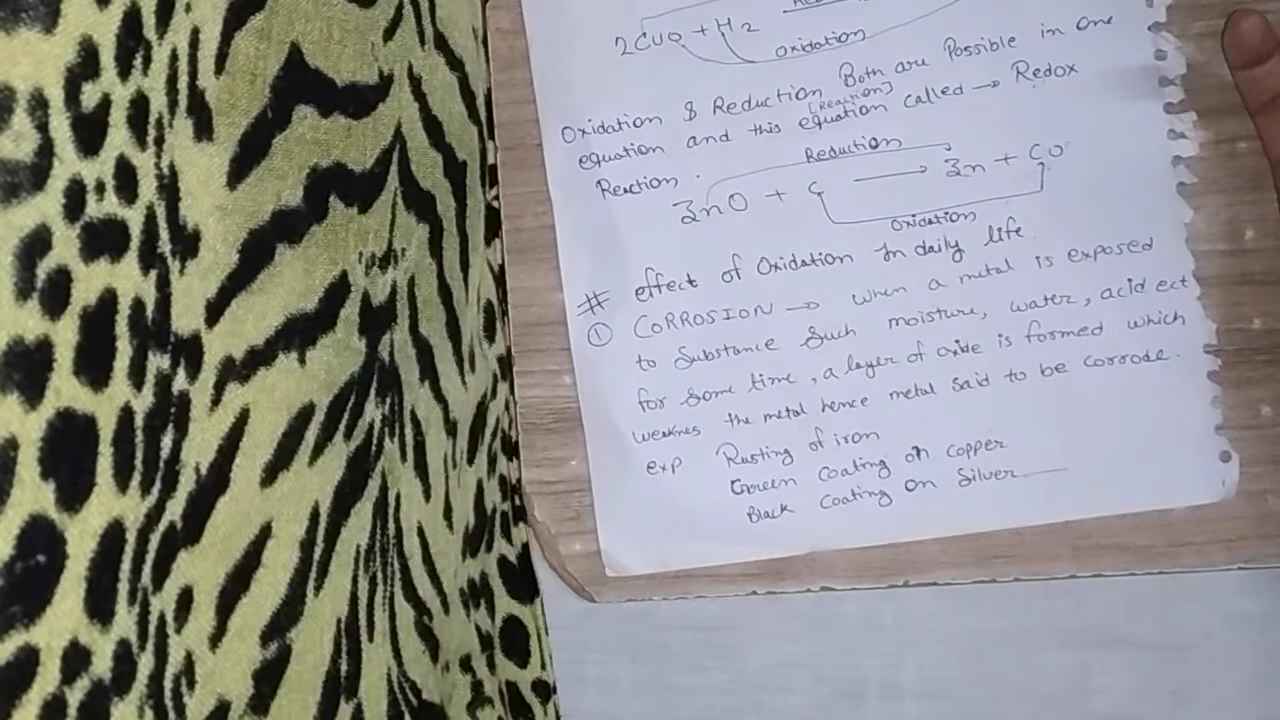 2CuO + H2
Oxidation
Oxidation & Reduction Both are Possible in one
[Reaction]
equation and this equation called → Redox
Reaction.
Reduction
ZnO + C → Zn + CO
Oxidation
# effect of Oxidation In daily life
① CORROSION → when a metal is exposed
to Substance Such moisture, water, acid ect
for some time, a layer of oxide is formed which
weaknes the metal hence metal said to be corrode.
exp Rusting of iron
Green coating on copper
Black coating on Silver